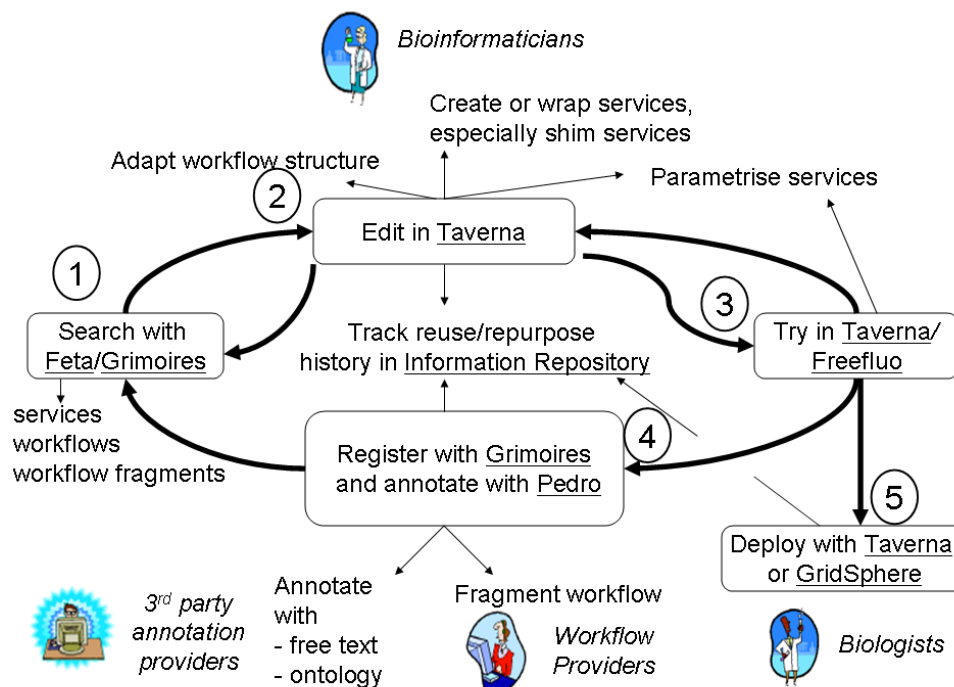 Bioinformaticians
Create or wrap services,
especially shim services
Adapt workflow structure
Parametrise services
2
Edit in Taverna
1
3
Search with
Feta/Grimoires
Track reuse/repurpose
history in Information Repository
Try in Taverna/
Freefluo
services
workflows
workflow fragments
4
Register with Grimoires
and annotate with Pedro
5
Deploy with Taverna
or GridSphere
3rd party
annotation
providers
Annotate
with
- free text
- ontology
Fragment workflow
Workflow
Providers
Biologists